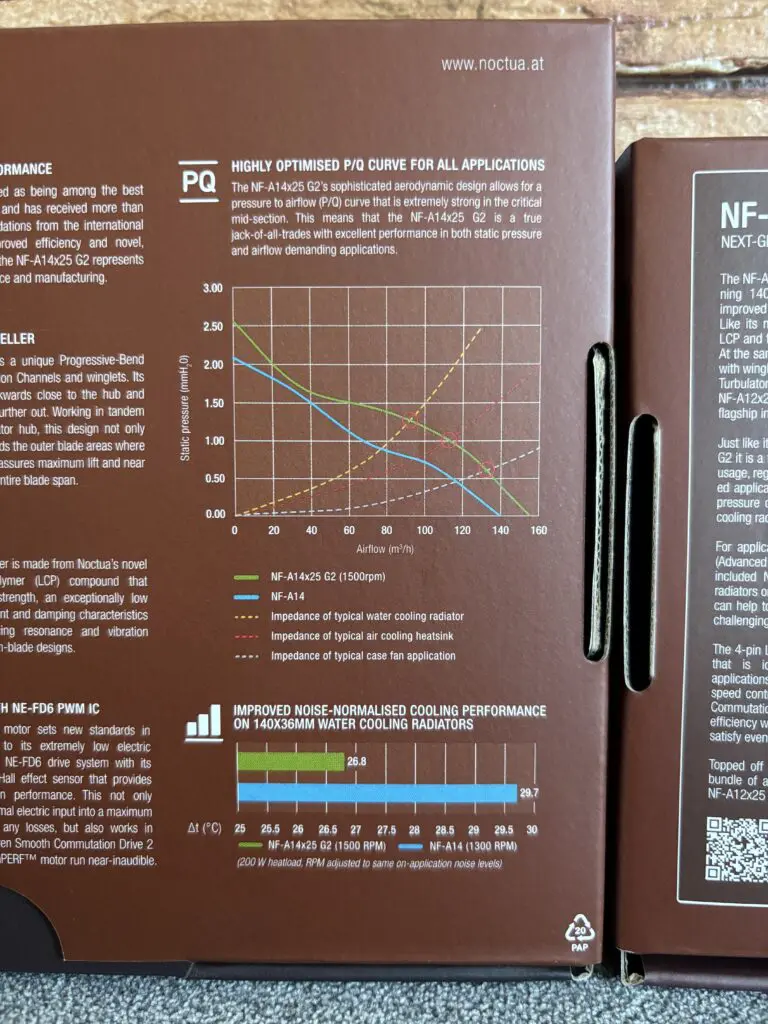 www.noctua.at
ORMANCE
ed as being among the best
and has received more than
dations from the international
roved efficiency and novel,
the NF-A14x25 G2 represents
ce and manufacturing.
ELLER
s a unique Progressive-Bend
on Channels and winglets. Its
kwards close to the hub and
urther out. Working in tandem
tor hub, this design not only
ds the outer blade areas where
assures maximum lift and near
ntire blade span.
er is made from Noctua's novel
lymer (LCP) compound that
strength, an exceptionally low
nt and damping characteristics
ing resonance and vibration
n-blade designs.
H NE-FD6 PWM IC
motor sets new standards in
to its extremely low electric
NE-FD6 drive system with its
Hall effect sensor that provides
n performance. This not only
mal electric input into a maximum
any losses, but also works in
en Smooth Commutation Drive 2
PERF™ motor run near-inaudible.
PQ
HIGHLY OPTIMISED P/Q CURVE FOR ALL APPLICATIONS
The NF-A14x25 G2's sophisticated aerodynamic design allows for a
pressure to airflow (P/Q) curve that is extremely strong in the critical
mid-section. This means that the NF-A14x25 G2 is a true
jack-of-all-trades with excellent performance in both static pressure
and airflow demanding applications.
Static pressure (mmH₂0)
3.00
2.50
2.00
1.50
1.00
0.50
0.00
0 20 40 60 80 100 120 140 160
Airflow (m³/h)
NF-A14x25 G2 (1500rpm)
NF-A14
Impedance of typical water cooling radiator
Impedance of typical air cooling heatsink
Impedance of typical case fan application
IMPROVED NOISE-NORMALISED COOLING PERFORMANCE
ON 140X36MM WATER COOLING RADIATORS
26.8
29.7
Δt (°C) 25 25.5 26 26.5 27 27.5 28 28.5 29 29.5 30
NF-A14x25 G2 (1500 RPM) NF-A14 (1300 RPM)
(200 W heatload, RPM adjusted to same on-application noise levels)
20
PAP
NF-
NEXT-G
The NF-A
ning 140
improved
Like its n
LCP and t
At the sam
with wingl
Turbulator
NF-A12x2
flagship in
Just like it
G2 it is a
usage, reg
ed applica
pressure o
cooling rad
For applica
(Advanced
included N
radiators o
can help to
challenging
The 4-pin L
that is id
applications
speed cont
Commutatio
efficiency w
satisfy even
Topped off
bundle of a
NF-A12x25